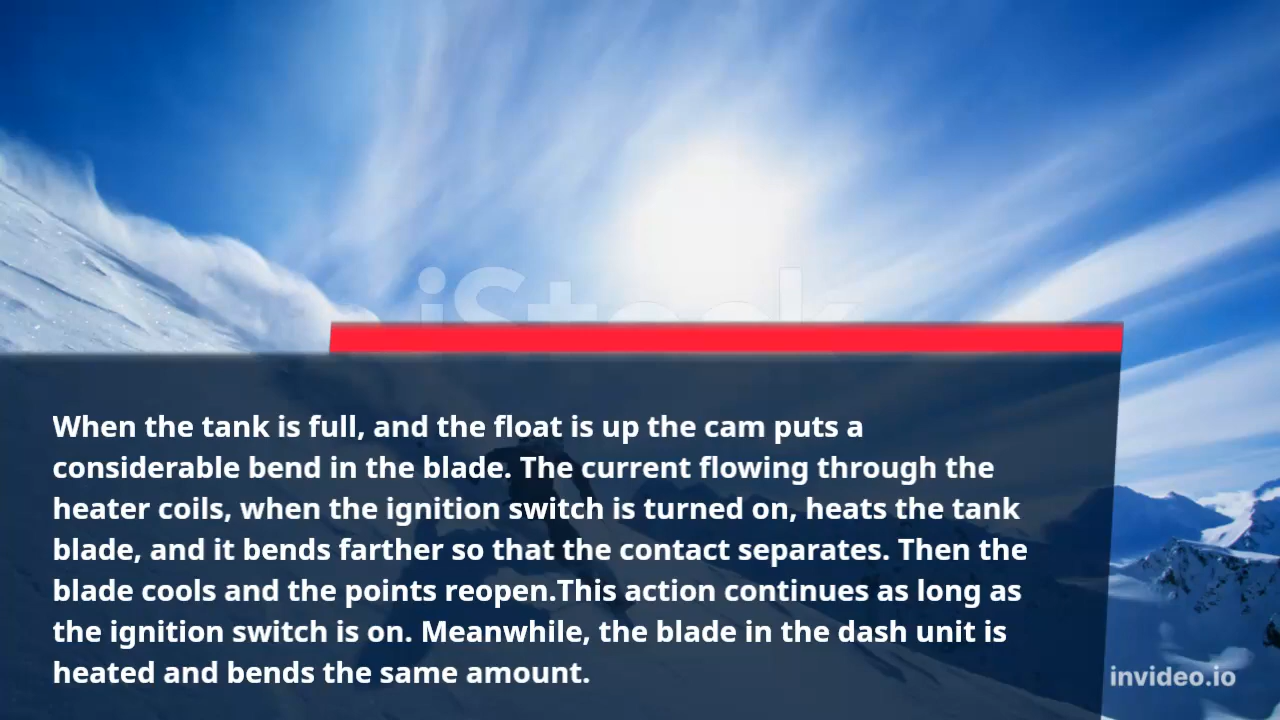 iStock
When the tank is full, and the float is up the cam puts a
considerable bend in the blade. The current flowing through the
heater coils, when the ignition switch is turned on, heats the tank
blade, and it bends farther so that the contact separates. Then the
blade cools and the points reopen.This action continues as long as
the ignition switch is on. Meanwhile, the blade in the dash unit is
heated and bends the same amount.
invideo.io